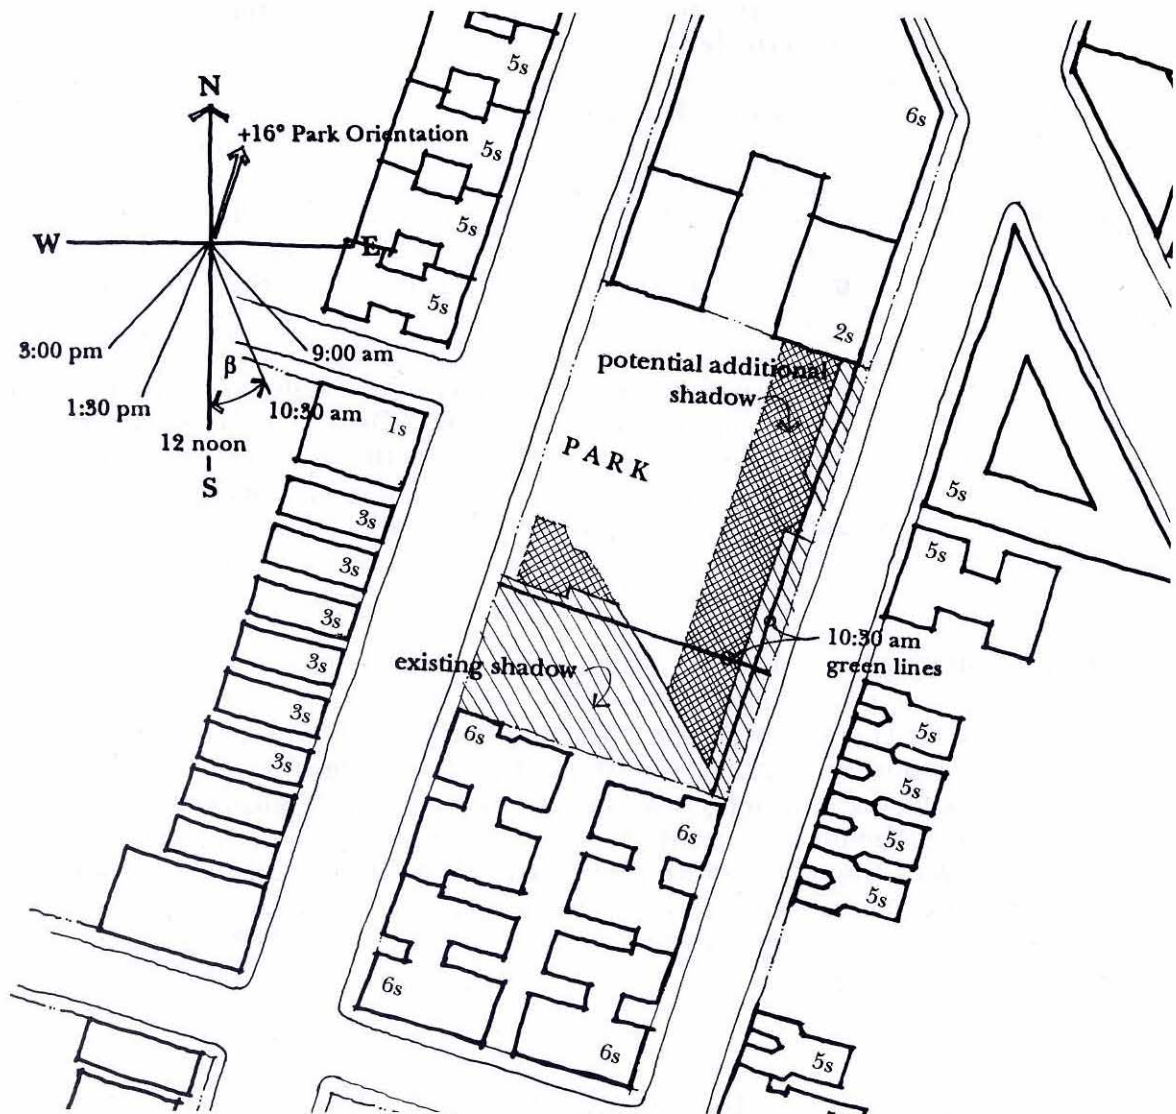 N
+16° Park Orientation
W
E
3:00 pm
9:00 am
β
1:30 pm
10:30 am
12 noon
S
5s
5s
5s
5s
6s
2s
potential additional
shadow
PARK
1s
3s
3s
3s
3s
3s
3s
existing shadow
10:30 am
green lines
5s
5s
5s
5s
5s
5s
6s
6s
6s
6s
5s